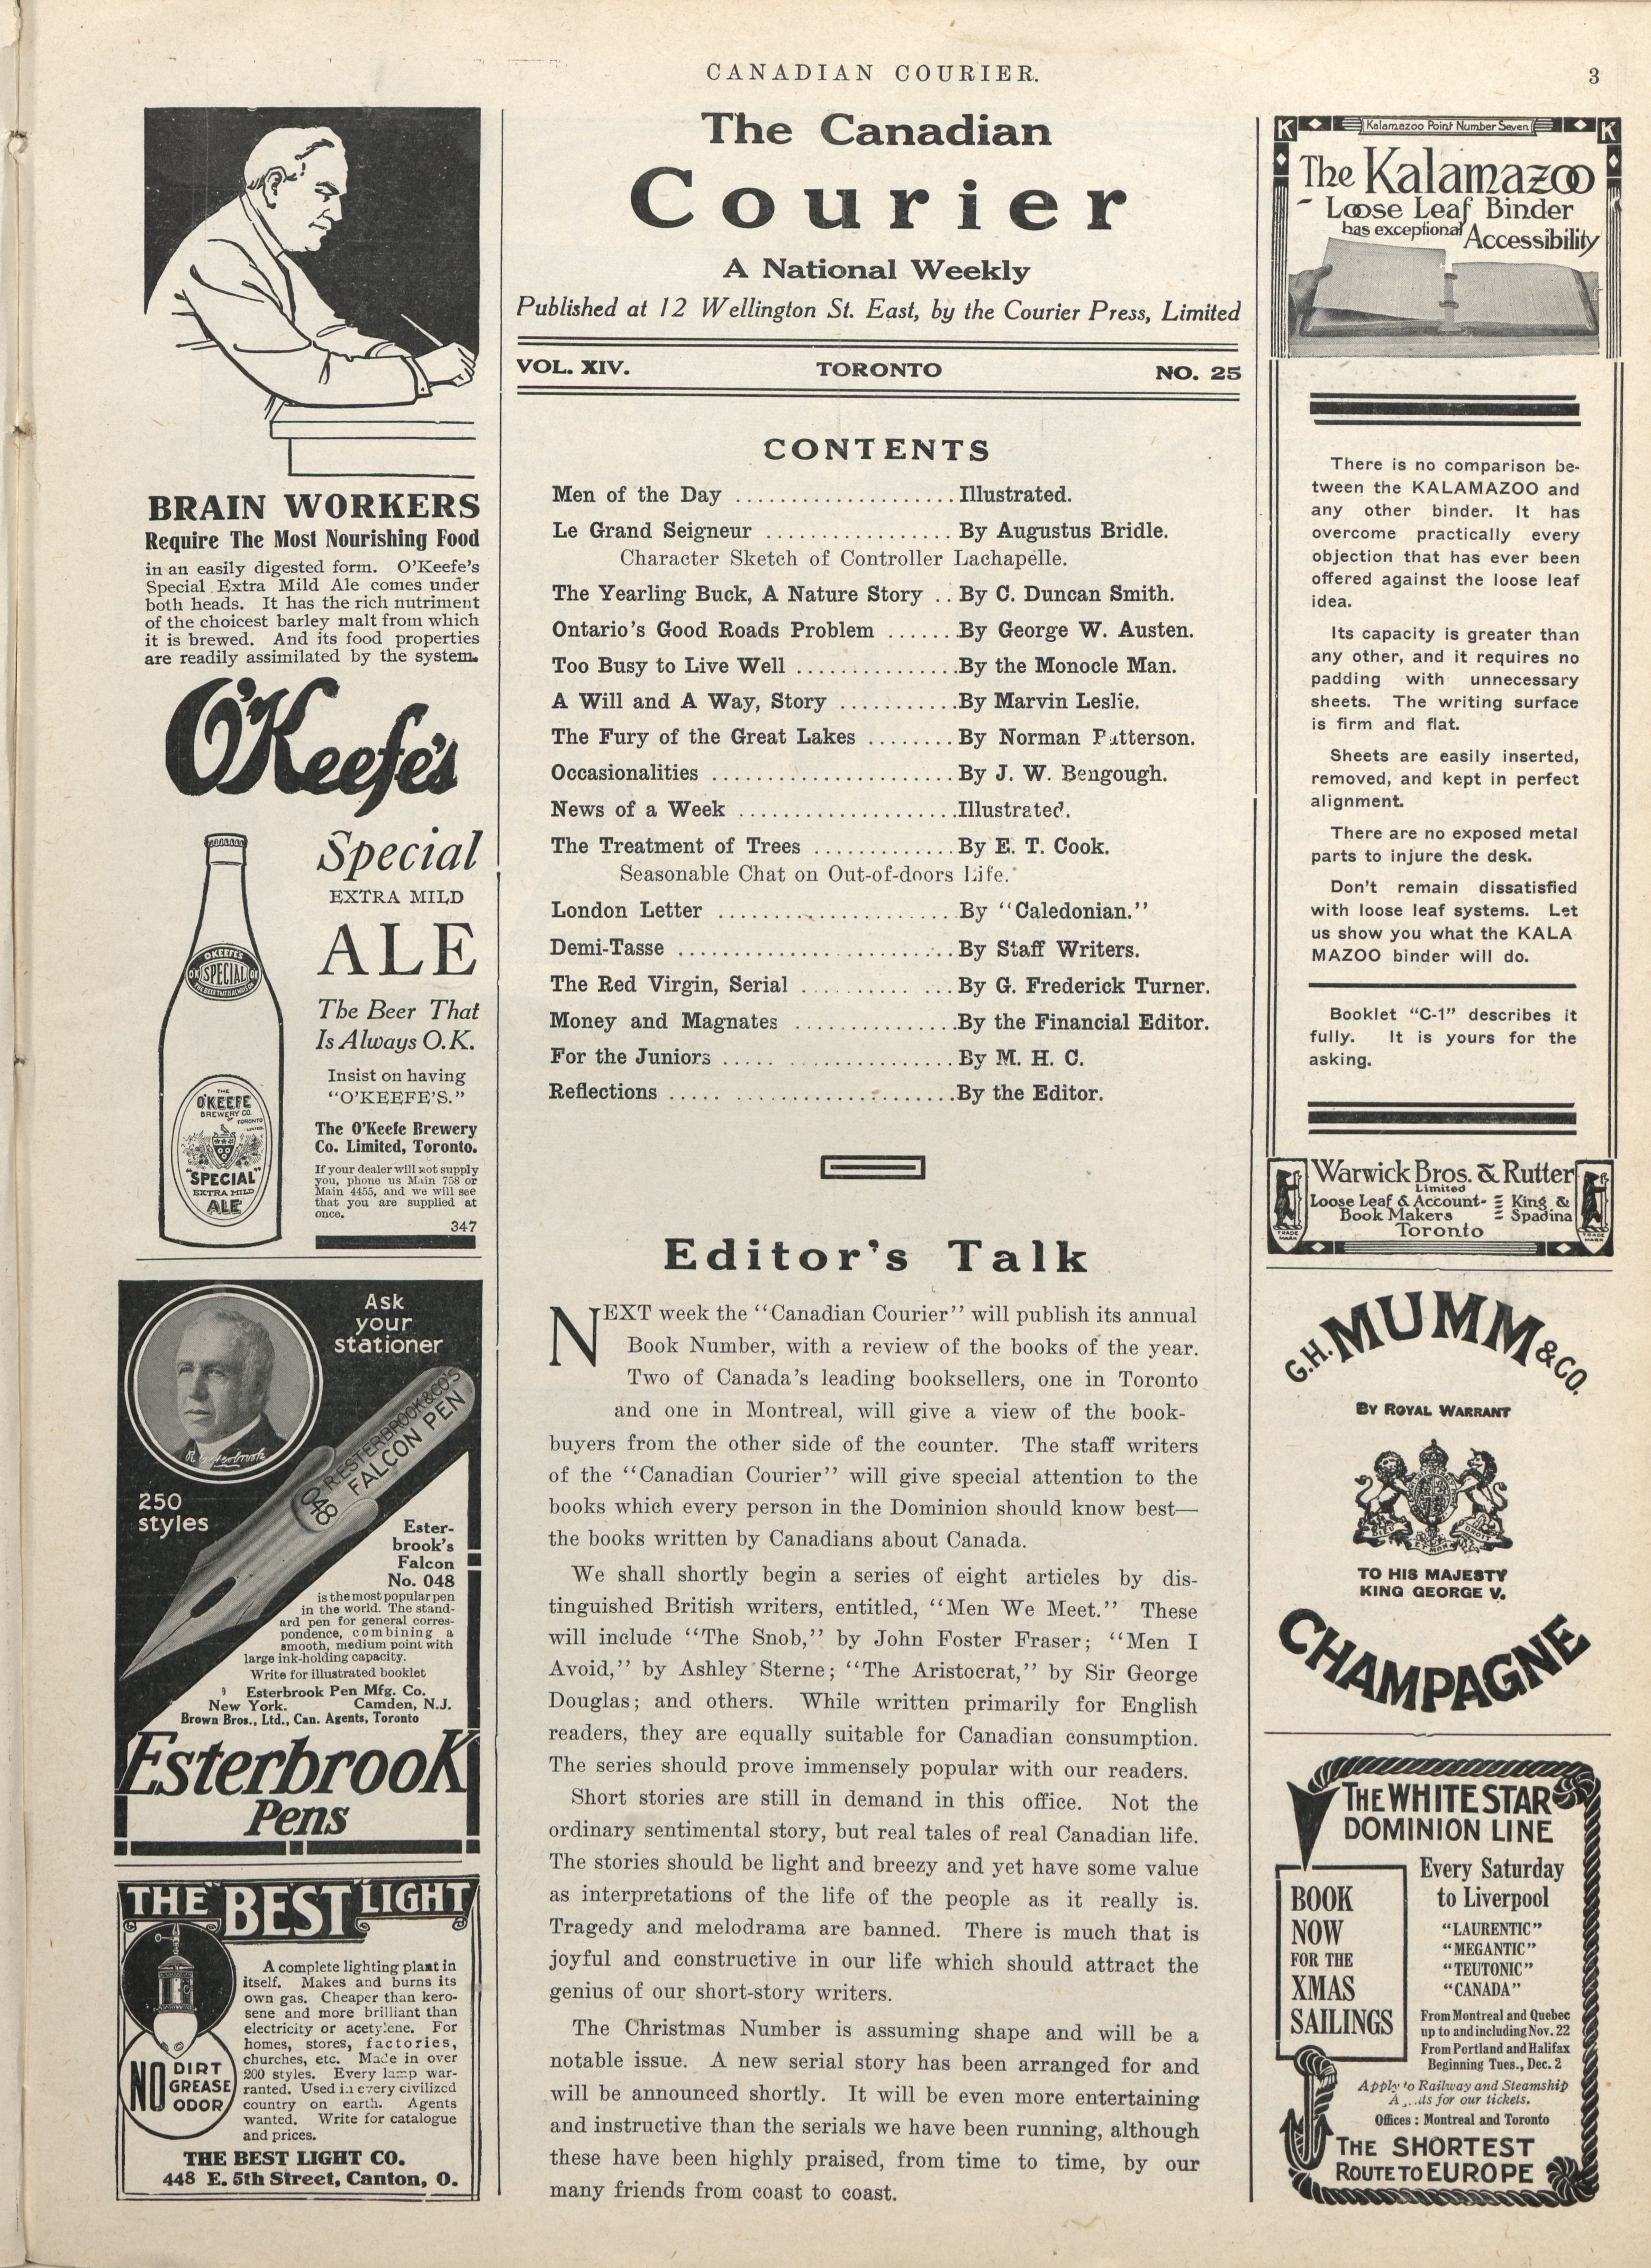 CANADIAN COURIER.
3
BRAIN WORKERS
Require The Most Nourishing Food
in an easily digested form. O'Keefe's
Special Extra Mild Ale comes under
both heads. It has the rich nutriment
of the choicest barley malt from which
it is brewed. And its food properties
are readily assimilated by the system.
O'Keefe's
Special
EXTRA MILD
ALE
The Beer That
Is Always O.K.
Insist on having
"O'KEEFE'S."
The O'Keefe Brewery
Co. Limited, Toronto.
If your dealer will not supply
you, phone us Main 758 or
Main 4455, and we will see
that you are supplied at
once.
347
O'KEEFE'S
SPECIAL
THE
O'KEEFE
BREWERY CO.
OF TORONTO
LIMITED
"SPECIAL"
EXTRA MILD
ALE
Ask
your
stationer
R. Esterbrook
R. ESTERBROOK & CO'S
FALCON PEN
048
250
styles
Ester-
brook's
Falcon
No. 048
is the most popular pen
in the world. The stand-
ard pen for general corres-
pondence, combining a
smooth, medium point with
large ink-holding capacity.
Write for illustrated booklet
Esterbrook Pen Mfg. Co.
New York. Camden, N.J.
Brown Bros., Ltd., Can. Agents, Toronto
Esterbrook
Pens
THE "BEST" LIGHT
A complete lighting plant in
itself. Makes and burns its
own gas. Cheaper than kero-
sene and more brilliant than
electricity or acetylene. For
homes, stores, factories,
churches, etc. Made in over
200 styles. Every lamp war-
ranted. Used in every civilized
country on earth. Agents
wanted. Write for catalogue
and prices.
NO DIRT
GREASE
ODOR
THE BEST LIGHT CO.
448 E. 5th Street, Canton, O.
The Canadian
Courier
A National Weekly
Published at 12 Wellington St. East, by the Courier Press, Limited
VOL. XIV. TORONTO NO. 25
CONTENTS
Men of the Day .................... Illustrated.
Le Grand Seigneur ................. By Augustus Bridle.
Character Sketch of Controller Lachapelle.
The Yearling Buck, A Nature Story .. By C. Duncan Smith.
Ontario's Good Roads Problem ....... By George W. Austen.
Too Busy to Live Well ............... By the Monocle Man.
A Will and A Way, Story ........... By Marvin Leslie.
The Fury of the Great Lakes ........ By Norman Patterson.
Occasionalities ...................... By J. W. Bengough.
News of a Week .................... Illustrated.
The Treatment of Trees ............. By E. T. Cook.
Seasonable Chat on Out-of-doors Life.
London Letter ...................... By "Caledonian."
Demi-Tasse ......................... By Staff Writers.
The Red Virgin, Serial .............. By G. Frederick Turner.
Money and Magnates ............... By the Financial Editor.
For the Juniors ..................... By M. H. C.
Reflections .......................... By the Editor.
Editor's Talk
NEXT week the "Canadian Courier" will publish its annual
Book Number, with a review of the books of the year.
Two of Canada's leading booksellers, one in Toronto
and one in Montreal, will give a view of the book-
buyers from the other side of the counter. The staff writers
of the "Canadian Courier" will give special attention to the
books which every person in the Dominion should know best—
the books written by Canadians about Canada.
We shall shortly begin a series of eight articles by dis-
tinguished British writers, entitled, "Men We Meet." These
will include "The Snob," by John Foster Fraser; "Men I
Avoid," by Ashley Sterne; "The Aristocrat," by Sir George
Douglas; and others. While written primarily for English
readers, they are equally suitable for Canadian consumption.
The series should prove immensely popular with our readers.
Short stories are still in demand in this office. Not the
ordinary sentimental story, but real tales of real Canadian life.
The stories should be light and breezy and yet have some value
as interpretations of the life of the people as it really is.
Tragedy and melodrama are banned. There is much that is
joyful and constructive in our life which should attract the
genius of our short-story writers.
The Christmas Number is assuming shape and will be a
notable issue. A new serial story has been arranged for and
will be announced shortly. It will be even more entertaining
and instructive than the serials we have been running, although
these have been highly praised, from time to time, by our
many friends from coast to coast.
K Kalamazoo Point Number Seven K
The Kalamazoo
Loose Leaf Binder
has exceptional Accessibility
There is no comparison be-
tween the KALAMAZOO and
any other binder. It has
overcome practically every
objection that has ever been
offered against the loose leaf
idea.
Its capacity is greater than
any other, and it requires no
padding with unnecessary
sheets. The writing surface
is firm and flat.
Sheets are easily inserted,
removed, and kept in perfect
alignment.
There are no exposed metal
parts to injure the desk.
Don't remain dissatisfied
with loose leaf systems. Let
us show you what the KALA
MAZOO binder will do.
Booklet "C-1" describes it
fully. It is yours for the
asking.
Warwick Bros. & Rutter
Limited
Loose Leaf & Account- King &
Book Makers Spadina
Toronto
TRADE MARK
TRADE MARK
G.H. MUMM & CO.
BY ROYAL WARRANT
DIEU ET MON DROIT
TO HIS MAJESTY
KING GEORGE V.
CHAMPAGNE
THE WHITE STAR
DOMINION LINE
BOOK
NOW
FOR THE
XMAS
SAILINGS
Every Saturday
to Liverpool
"LAURENTIC"
"MEGANTIC"
"TEUTONIC"
"CANADA"
From Montreal and Quebec
up to and including Nov. 22
From Portland and Halifax
Beginning Tues., Dec. 2
Apply to Railway and Steamship
Agents for our tickets.
Offices : Montreal and Toronto
THE SHORTEST
ROUTE TO EUROPE